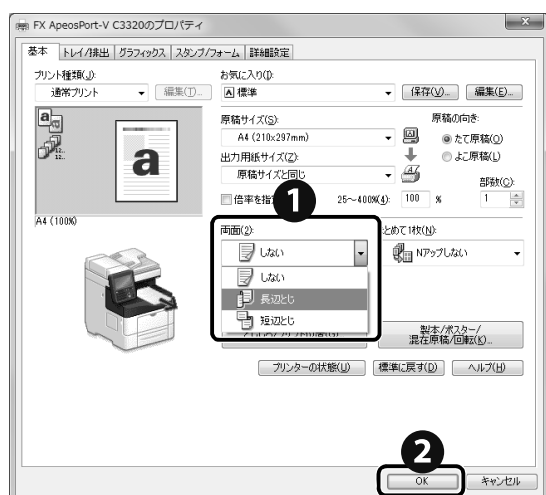 FX ApeosPort-V C3320のプロパティ
基本 トレイ/排出 グラフィックス スタンプ/フォーム 詳細設定
プリント種類(J): お気に入り(I):
通常プリント 編集(T)... 標準 保存(V)... 編集(E)...
原稿サイズ(S): 原稿の向き:
A4 (210x297mm) たて原稿(O)
出力用紙サイズ(Z): よこ原稿(L)
原稿サイズと同じ 部数(C):
倍率を指 1 25～400%(4): 100 % 1
A4 (100%)
両面(2): とめて1枚(N):
しない Nアップしない
しない
長辺とじ
短辺とじ
製本/ポスター/
混在原稿/回転(K)...
プリンターの状態(U) 標準に戻す(D) ヘルプ(H)
2
OK キャンセル